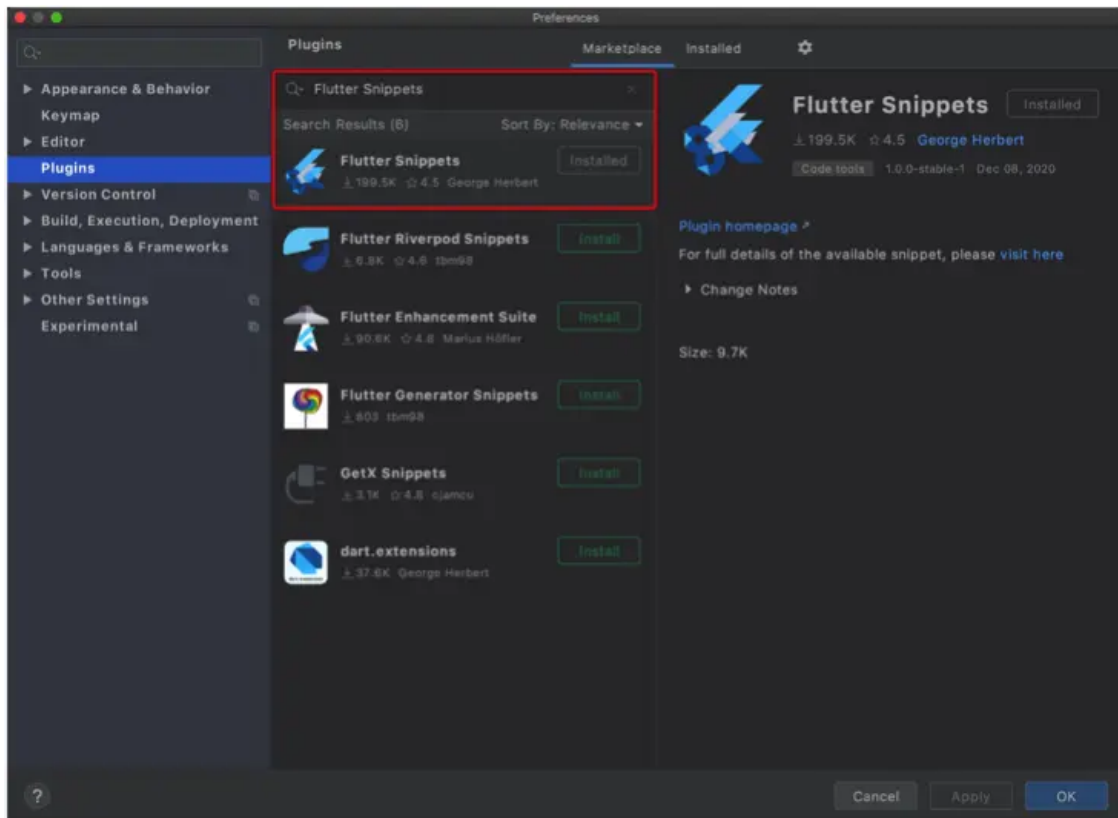 Preferences
Appearance & Behavior
Keymap
Editor
Plugins
Version Control
Build, Execution, Deployment
Languages & Frameworks
Tools
Other Settings
Experimental
Plugins
Marketplace
Installed
Flutter Snippets
Search Results (6) Sort By: Relevance
Flutter Snippets
199.5K 4.5 George Herbert
Installed
Flutter Riverpod Snippets
6.8K 4.6 tbm98
Install
Flutter Enhancement Suite
90.6K 4.8 Marius Höfler
Install
Flutter Generator Snippets
803 tbm98
Install
GetX Snippets
3.1K 4.8 cjamcu
Install
dart.extensions
37.6K George Herbert
Install
Flutter Snippets
Installed
199.5K 4.5 George Herbert
Code tools 1.0.0-stable-1 Dec 08, 2020
Plugin homepage
For full details of the available snippet, please visit here
Change Notes
Size: 9.7K
?
Cancel
Apply
OK